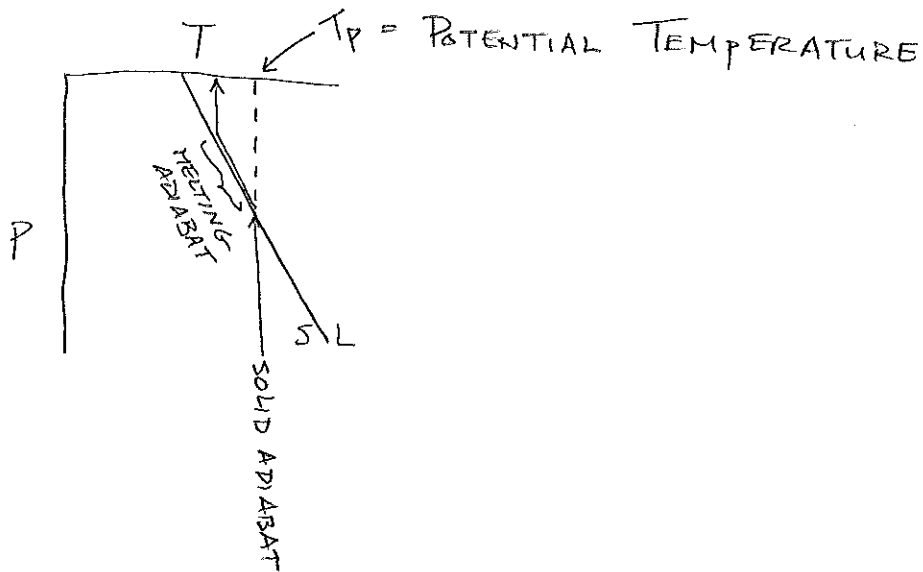 T
Tp = POTENTIAL TEMPERATURE
MELTING
ADIABAT
P
S L
SOLID ADIABAT